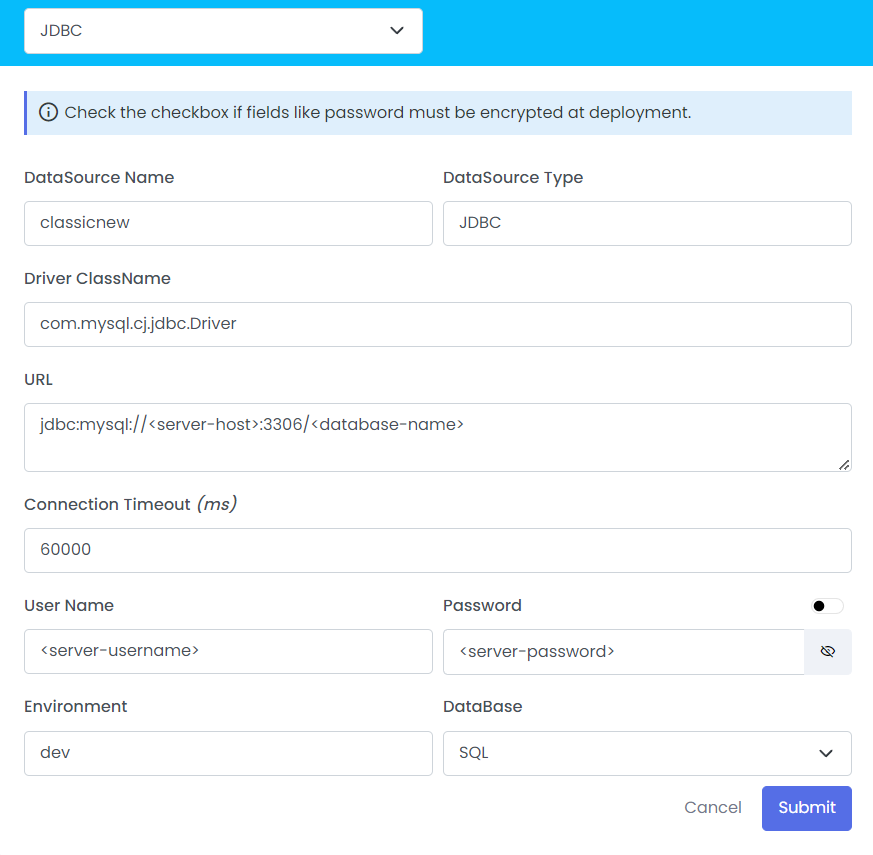 JDBC
Check the checkbox if fields like password must be encrypted at deployment.
DataSource Name
DataSource Type
classicnew
JDBC
Driver ClassName
com.mysql.cj.jdbc.Driver
URL
jdbc:mysql://<server-host>:3306/<database-name>
Connection Timeout (ms)
60000
User Name
Password
<server-username>
<server-password>
Environment
DataBase
dev
SQL
Cancel
Submit